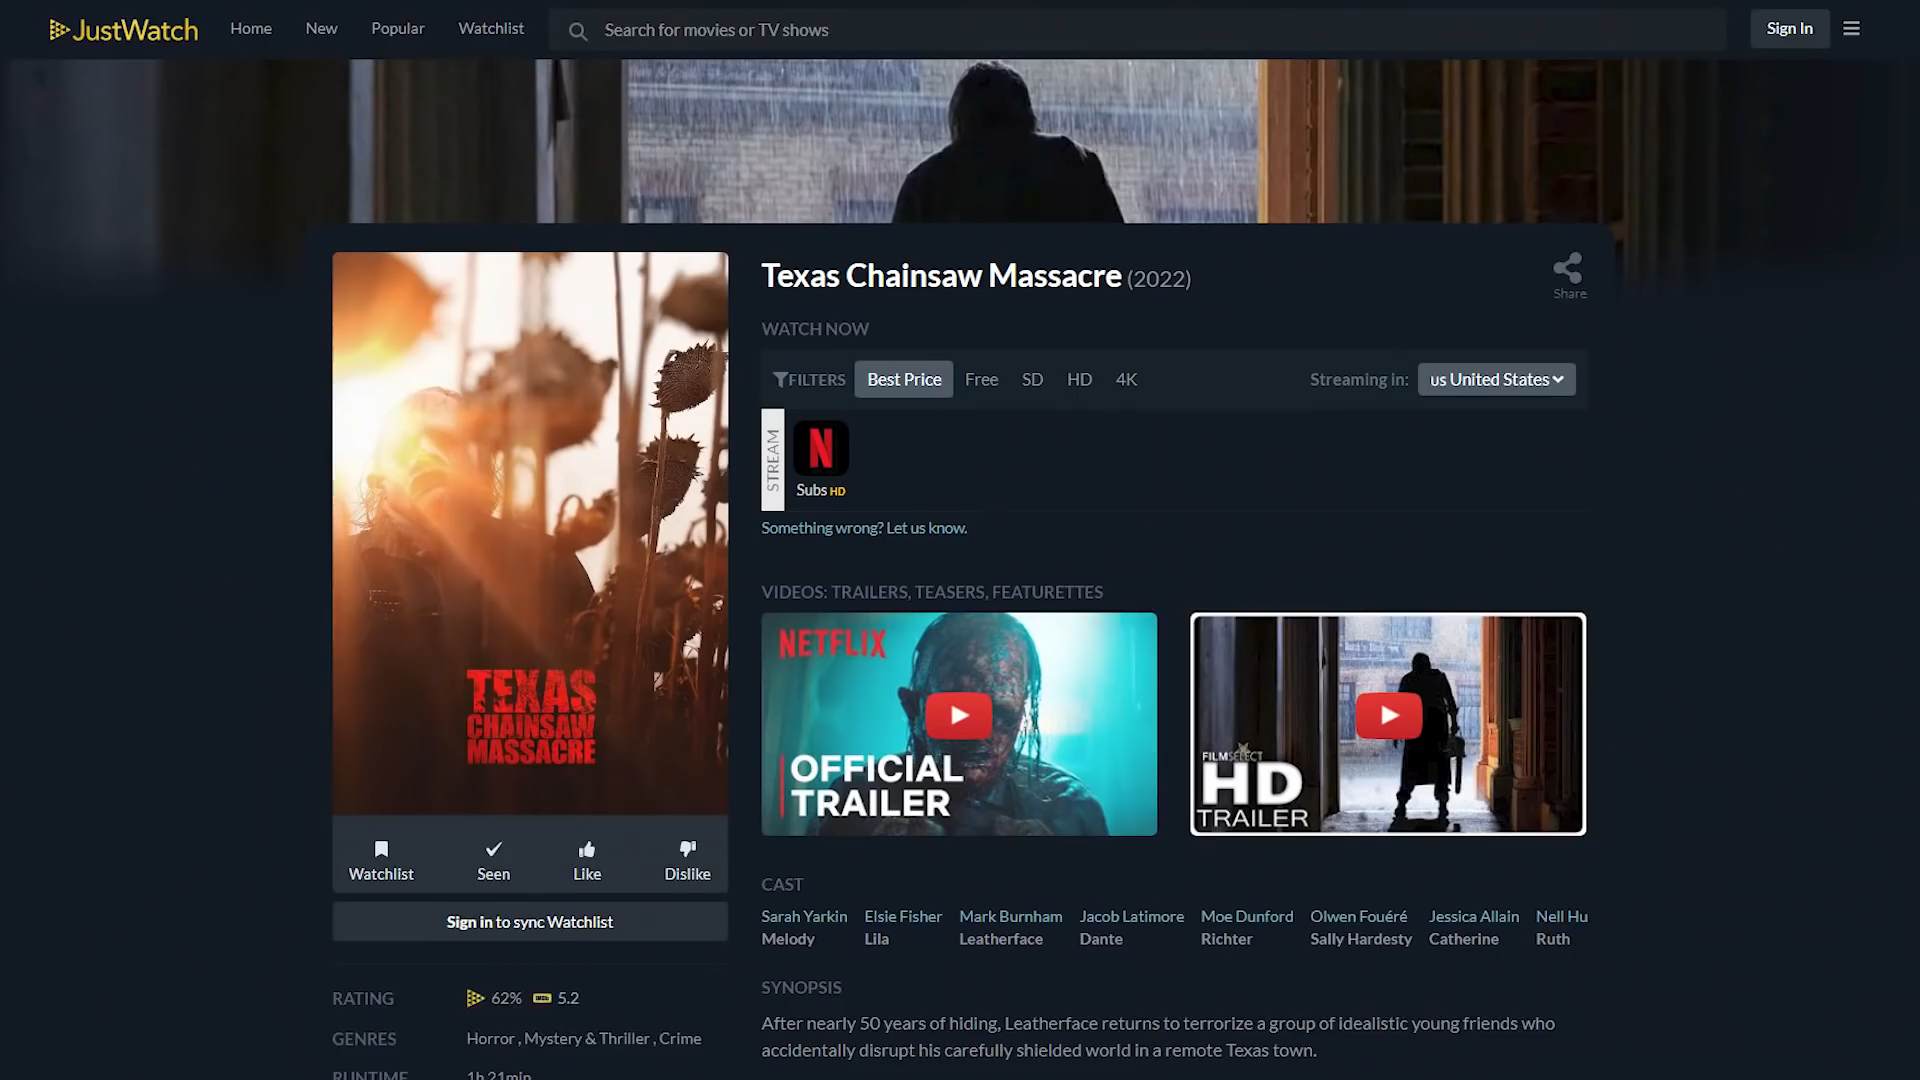 JustWatch
Home
New
Popular
Watchlist
Search for movies or TV shows
Sign In
Texas Chainsaw Massacre (2022)
Share
WATCH NOW
FILTERS
Best Price
Free
SD
HD
4K
Streaming in:
us United States
STREAM
N
Subs HD
Something wrong? Let us know.
VIDEOS: TRAILERS, TEASERS, FEATURETTES
NETFLIX
OFFICIAL
TRAILER
FILMSELECT
HD
TRAILER
TEXAS
CHAINSAW
MASSACRE
Watchlist
Seen
Like
Dislike
Sign in to sync Watchlist
CAST
Sarah Yarkin
Melody
Elsie Fisher
Lila
Mark Burnham
Leatherface
Jacob Latimore
Dante
Moe Dunford
Richter
Olwen Fouéré
Sally Hardesty
Jessica Allain
Catherine
Nell Hu
Ruth
RATING
62%
IMDb
5.2
GENRES
Horror , Mystery & Thriller , Crime
RUNTIME
1h 21min
SYNOPSIS
After nearly 50 years of hiding, Leatherface returns to terrorize a group of idealistic young friends who
accidentally disrupt his carefully shielded world in a remote Texas town.